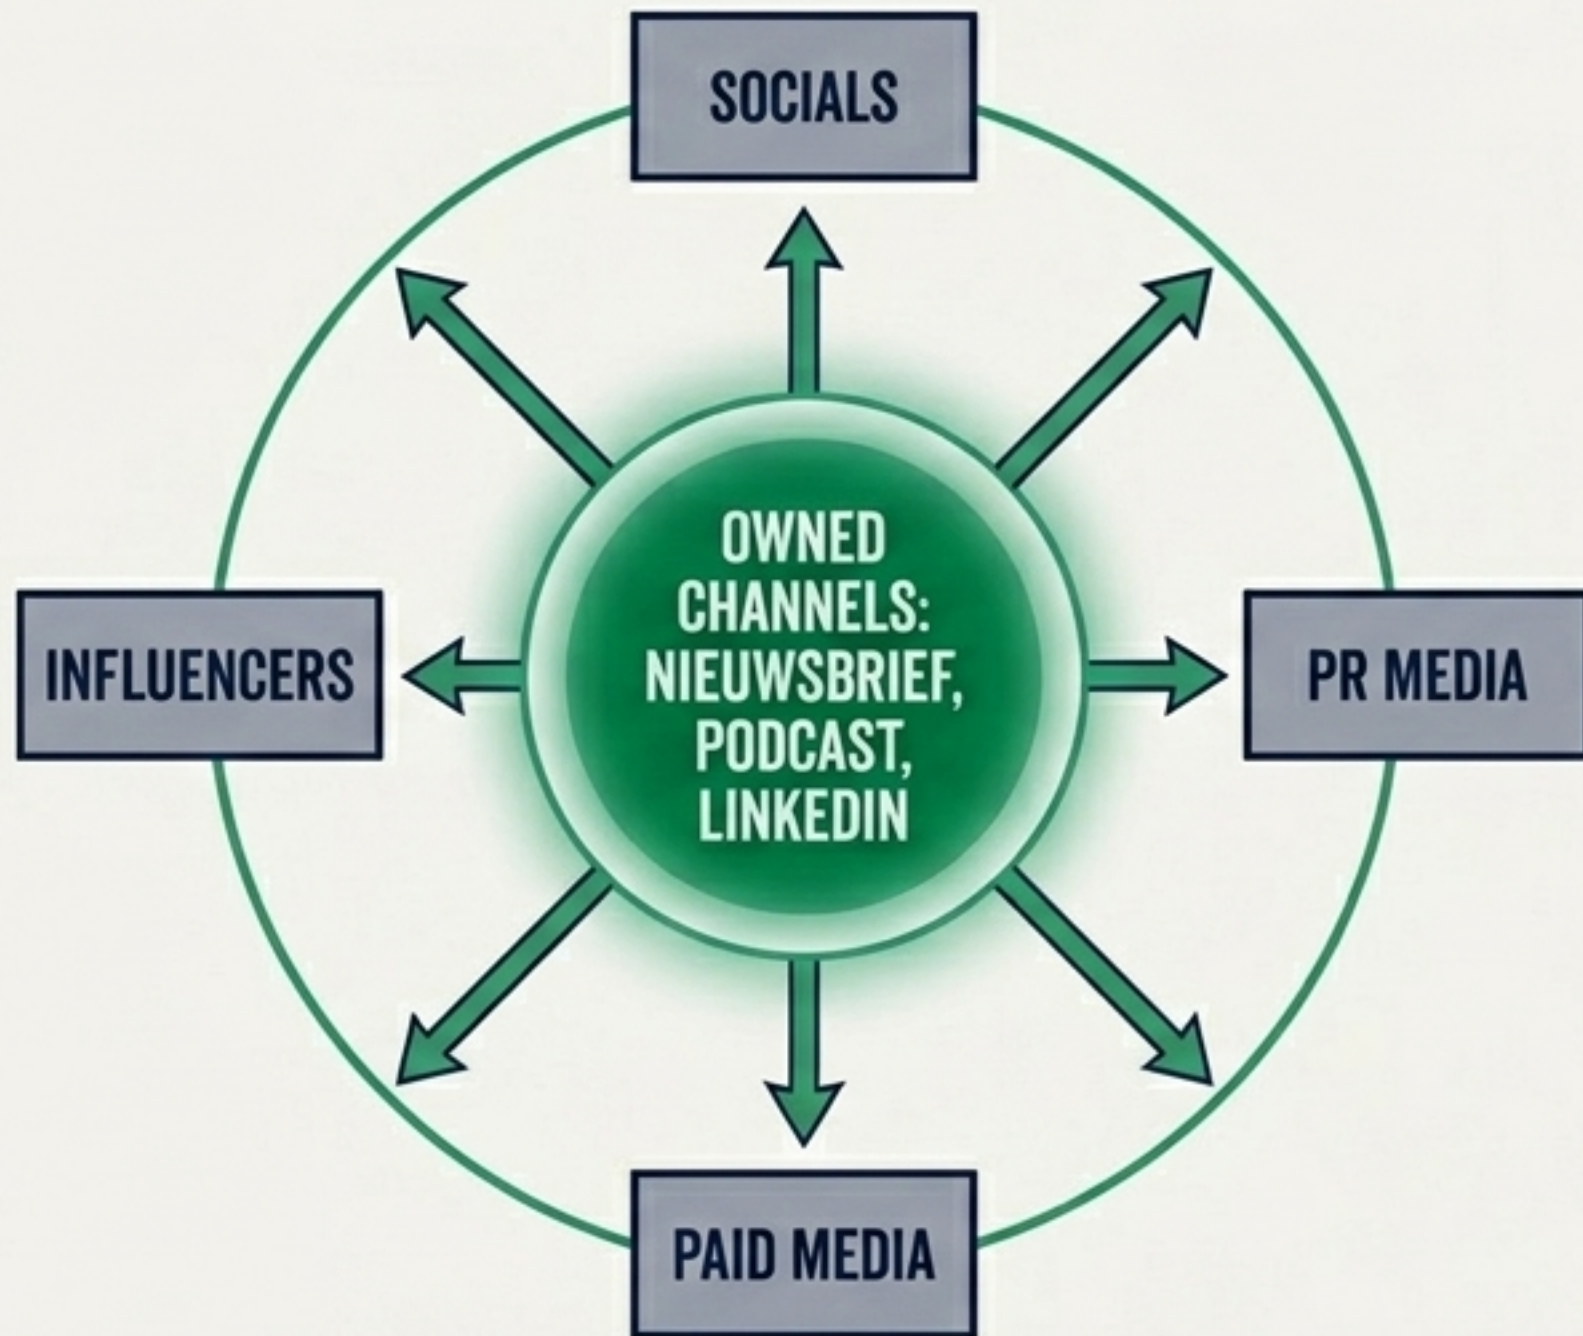 SOCIALS
OWNED
CHANNELS:
NIEUWSBRIEF,
PODCAST,
LINKEDIN
INFLUENCERS
PR MEDIA
PAID MEDIA